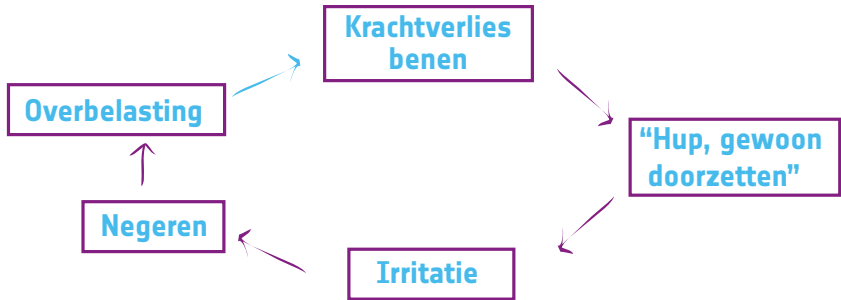 Krachtverlies
benen
Overbelasting
“Hup, gewoon
doorzetten”
Negeren
Irritatie